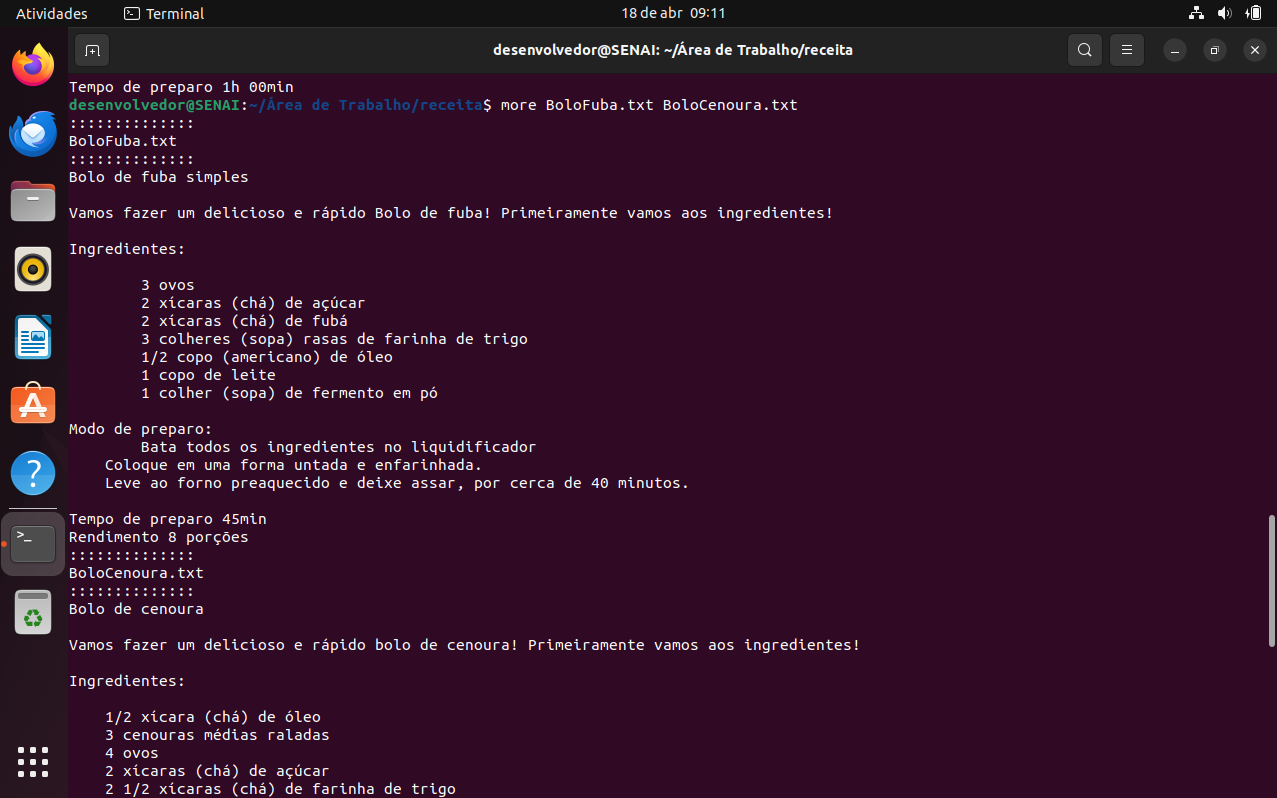 Atividades
Terminal
18 de abr 09:11
desenvolvedor@SENAI: ~/Área de Trabalho/receita
Tempo de preparo 1h 00min
desenvolvedor@SENAI:~/Área de Trabalho/receita$ more BoloFuba.txt BoloCenoura.txt
::::::::::::::
BoloFuba.txt
::::::::::::::
Bolo de fuba simples
Vamos fazer um delicioso e rápido Bolo de fuba! Primeiramente vamos aos ingredientes!
Ingredientes:
3 ovos
2 xícaras (chá) de açúcar
2 xícaras (chá) de fubá
3 colheres (sopa) rasas de farinha de trigo
1/2 copo (americano) de óleo
1 copo de leite
1 colher (sopa) de fermento em pó
Modo de preparo:
Bata todos os ingredientes no liquidificador
Coloque em uma forma untada e enfarinhada.
Leve ao forno preaquecido e deixe assar, por cerca de 40 minutos.
Tempo de preparo 45min
Rendimento 8 porções
::::::::::::::
BoloCenoura.txt
::::::::::::::
Bolo de cenoura
Vamos fazer um delicioso e rápido bolo de cenoura! Primeiramente vamos aos ingredientes!
Ingredientes:
1/2 xícara (chá) de óleo
3 cenouras médias raladas
4 ovos
2 xícaras (chá) de açúcar
2 1/2 xícaras (chá) de farinha de trigo